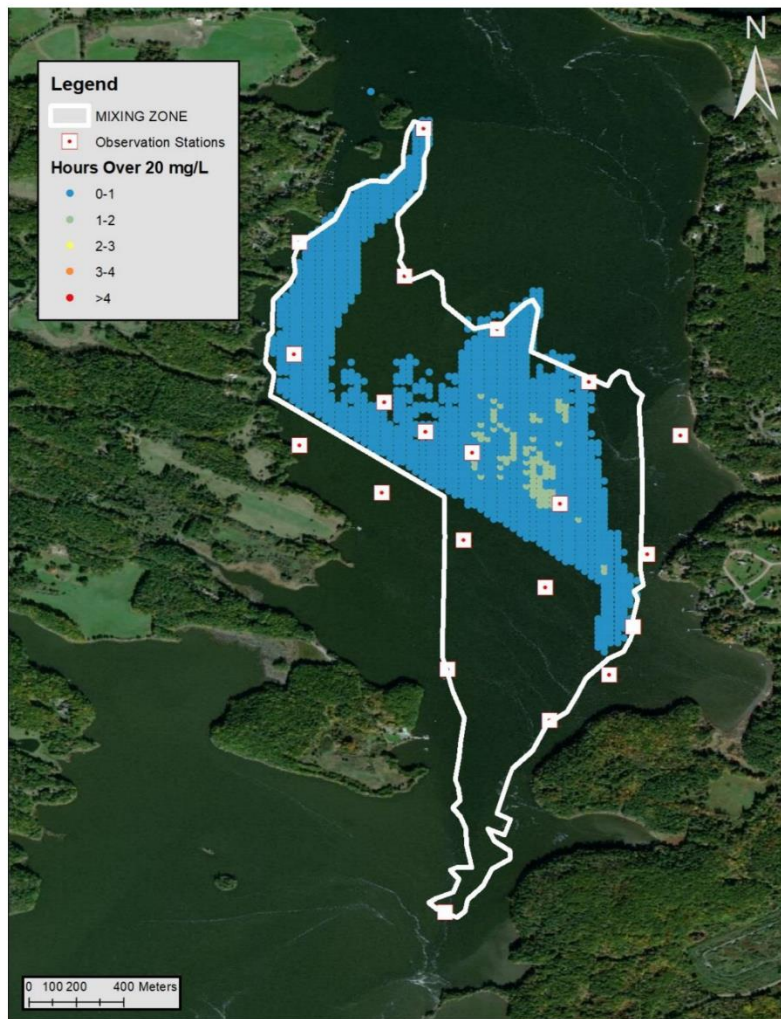 N
Legend
MIXING ZONE
Observation Stations
Hours Over 20 mg/L
0-1
1-2
2-3
3-4
>4
0 100 200 400 Meters